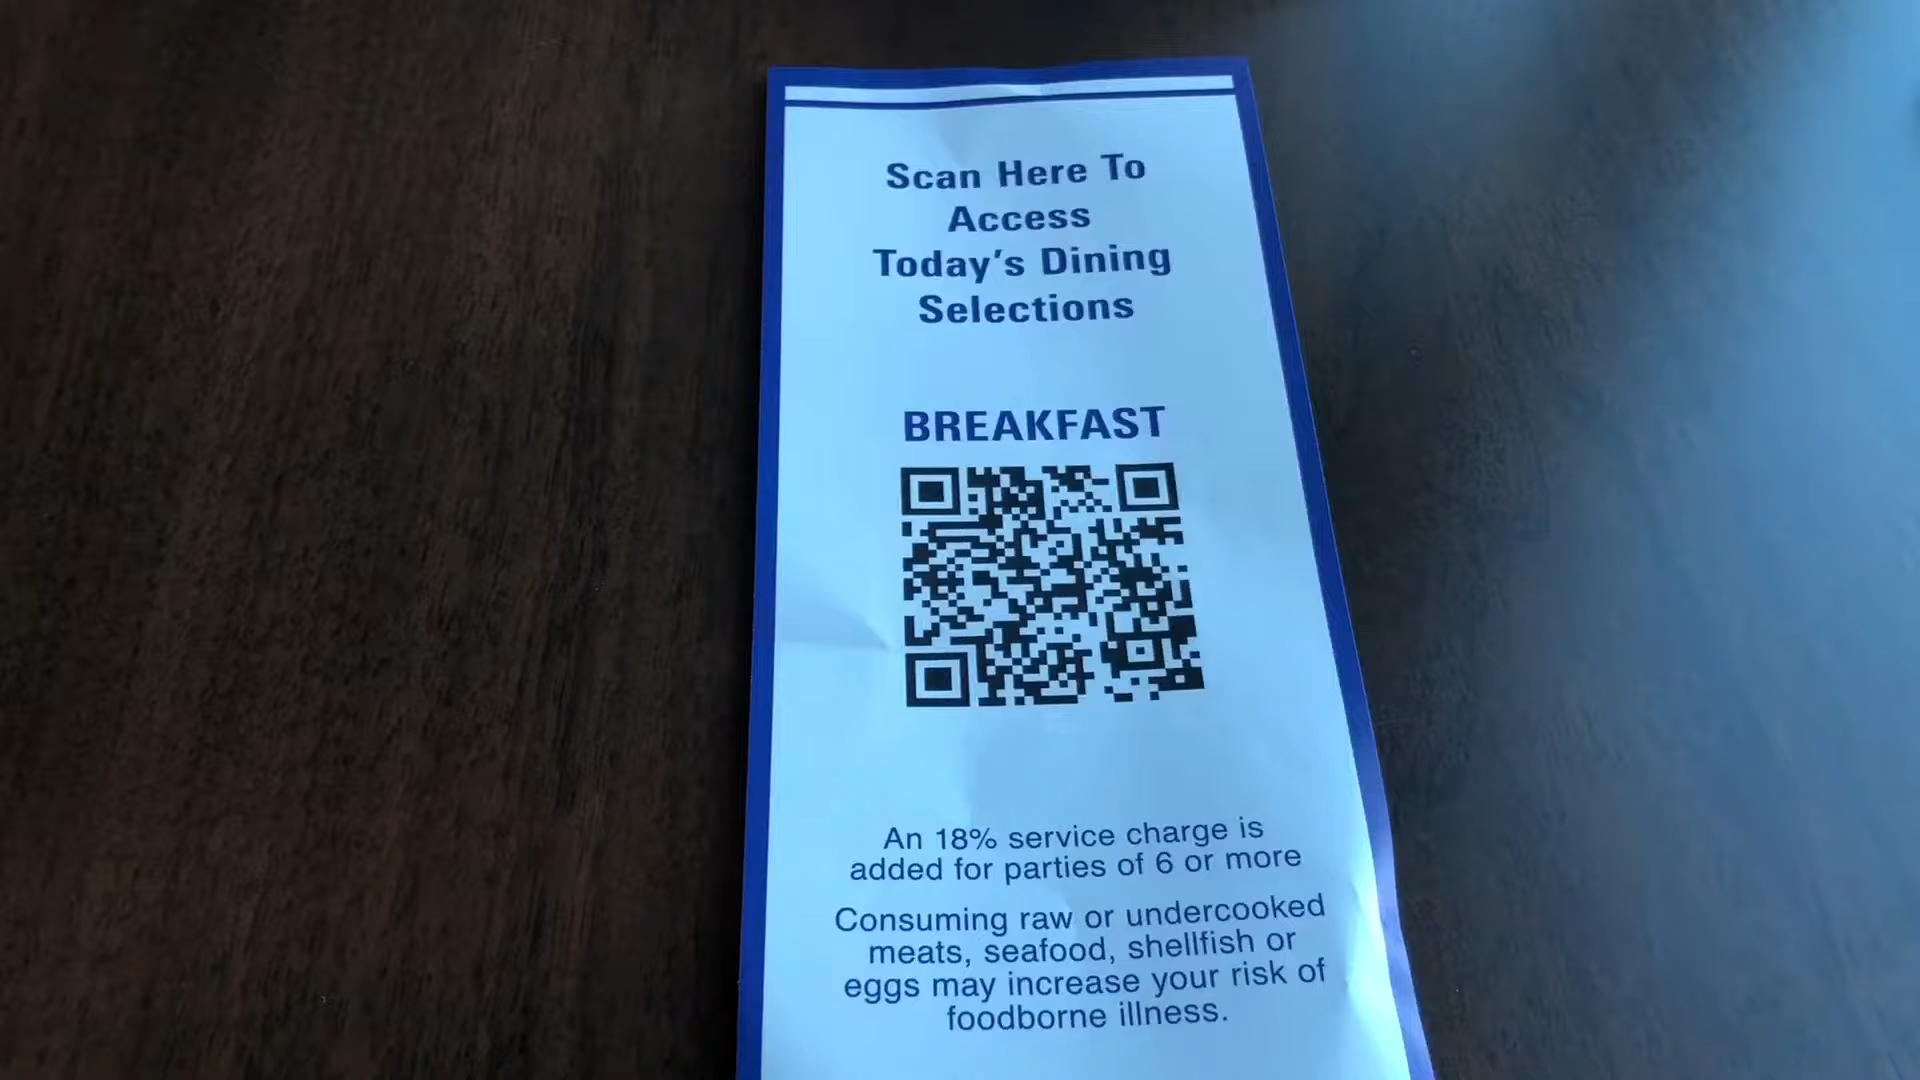 Scan Here To
Access
Today's Dining
Selections
BREAKFAST
An 18% service charge is
added for parties of 6 or more
Consuming raw or undercooked
meats, seafood, shellfish or
eggs may increase your risk of
foodborne illness.